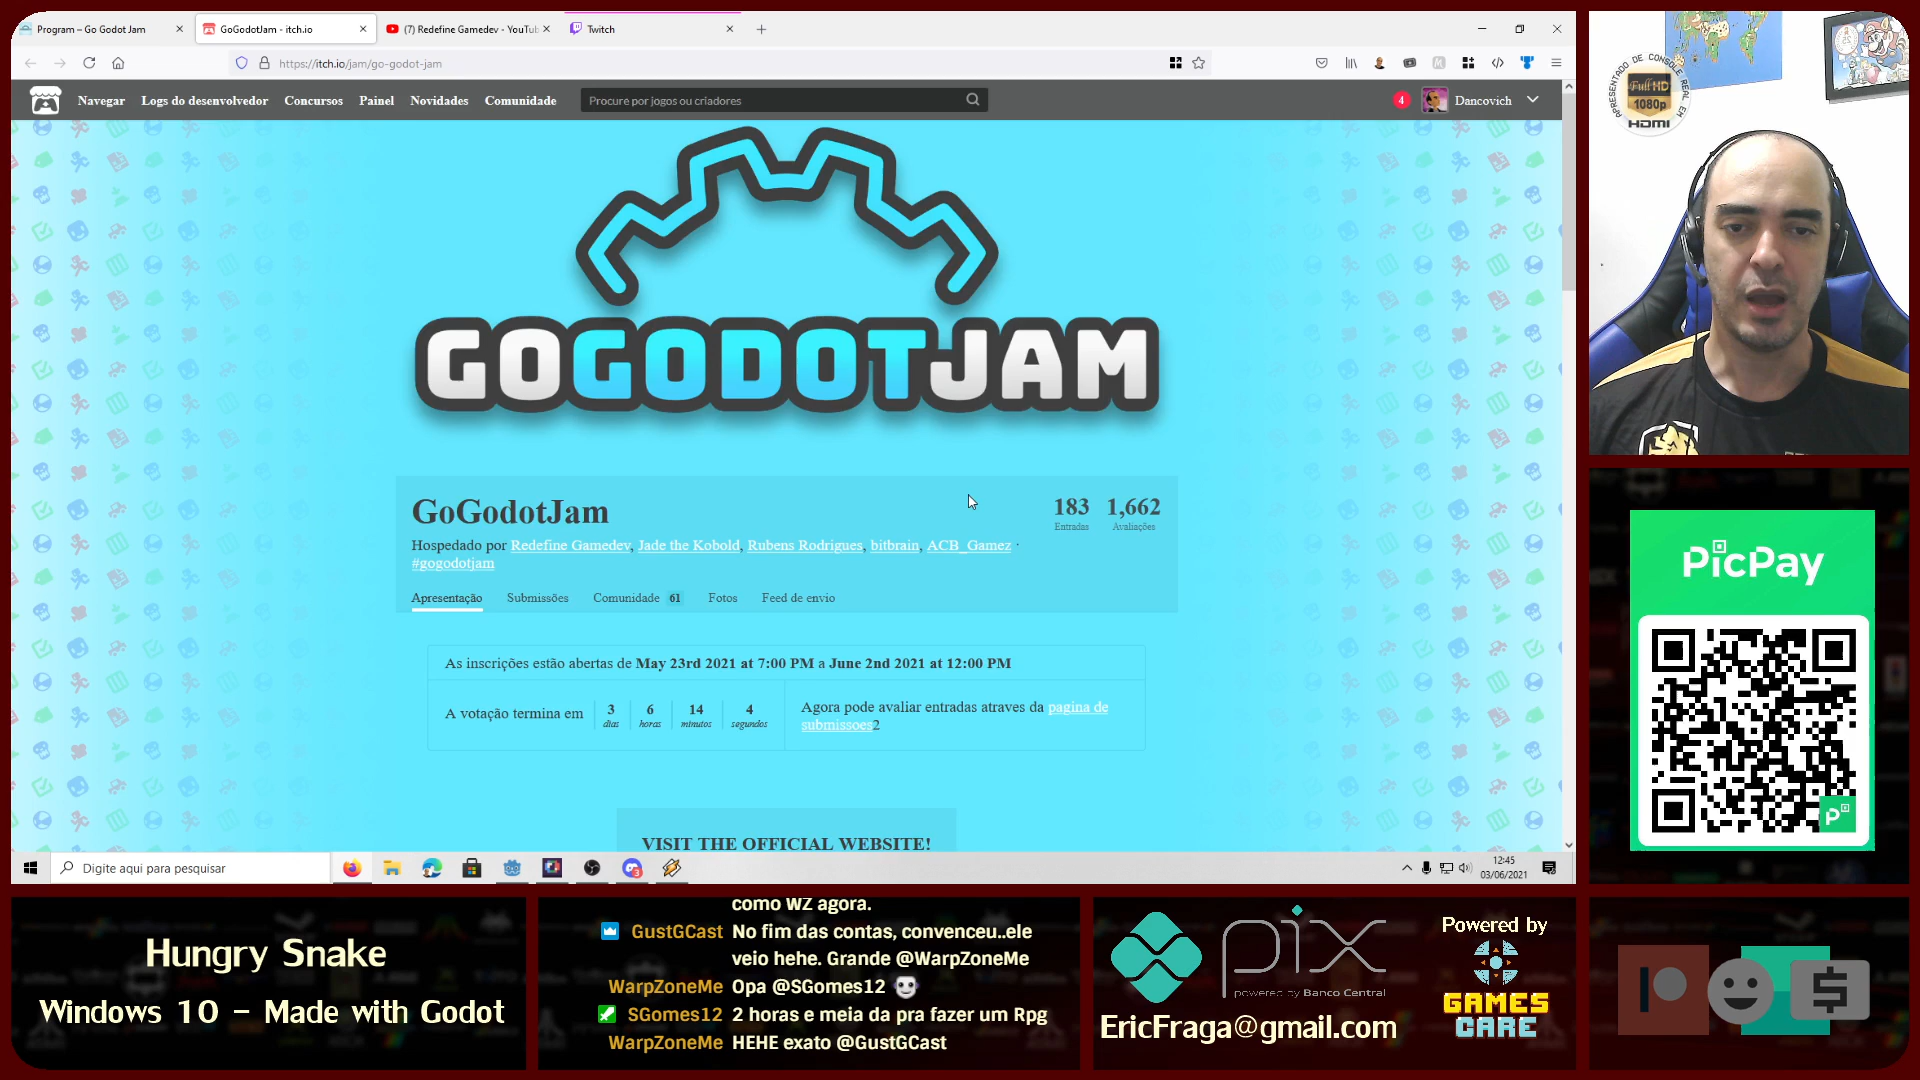 Program – Go Godot Jam
GoGodotJam - itch.io
(7) Redefine Gamedev - YouTub
Twitch
https://itch.io/jam/go-godot-jam
Navegar
Logs do desenvolvedor
Concursos
Painel
Novidades
Comunidade
Procure por jogos ou criadores
4
Dancovich
GOGODOTJAM
GoGodotJam
183
Entradas
1,662
Avaliações
Hospedado por Redefine Gamedev, Jade the Kobold, Rubens Rodrigues, bitbrain, ACB_Gamez ·
#gogodotjam
Apresentação
Submissões
Comunidade 61
Fotos
Feed de envio
As inscrições estão abertas de May 23rd 2021 at 7:00 PM a June 2nd 2021 at 12:00 PM
A votação termina em
3
dias
6
horas
14
minutos
4
segundos
Agora pode avaliar entradas atraves da pagina de
submissoes2
VISIT THE OFFICIAL WEBSITE!
Digite aqui para pesquisar
3
12:45
03/06/2021
APRESENTADO DE CONSOLE REAL EM
Full HD
1080p
HDMI
PicPay
Hungry Snake
Windows 10 - Made with Godot
como WZ agora.
GustGCast No fim das contas, convenceu..ele
veio hehe. Grande @WarpZoneMe
WarpZoneMe Opa @SGomes12
SGomes12 2 horas e meia da pra fazer um Rpg
WarpZoneMe HEHE exato @GustGCast
pix
powered by Banco Central
EricFraga@gmail.com
Powered by
GAMES
CARE